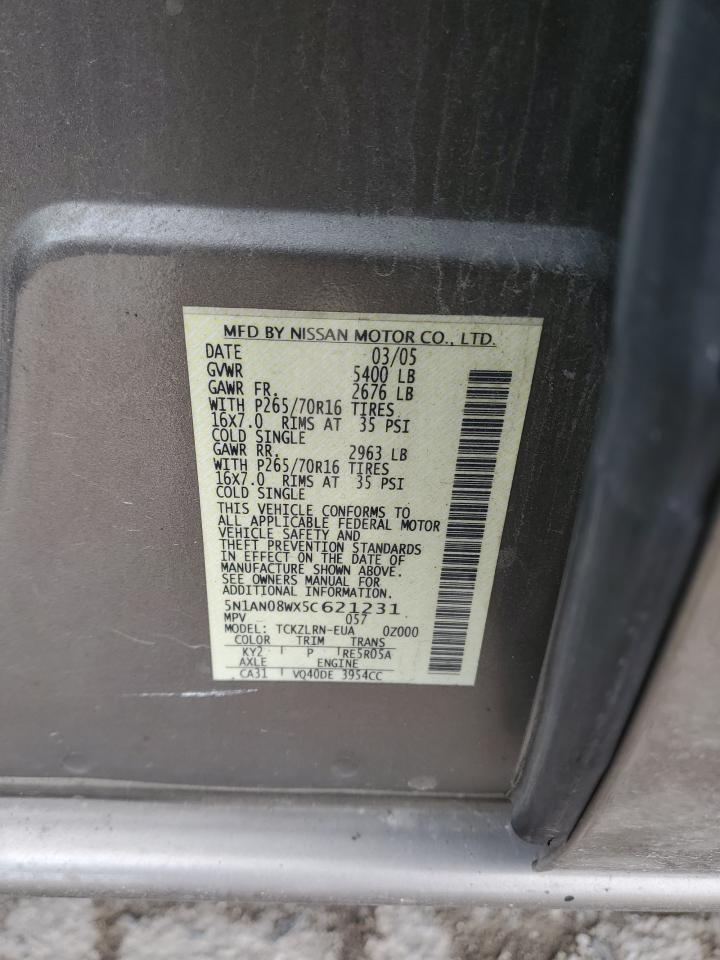 MFD BY NISSAN MOTOR CO., LTD.
DATE 03/05
GVWR 5400 LB
GAWR FR. 2676 LB
WITH P265/70R16 TIRES
16X7.0 RIMS AT 35 PSI
COLD SINGLE
GAWR RR. 2963 LB
WITH P265/70R16 TIRES
16X7.0 RIMS AT 35 PSI
COLD SINGLE
THIS VEHICLE CONFORMS TO
ALL APPLICABLE FEDERAL MOTOR
VEHICLE SAFETY AND
THEFT PREVENTION STANDARDS
IN EFFECT ON THE DATE OF
MANUFACTURE SHOWN ABOVE.
SEE OWNERS MANUAL FOR
ADDITIONAL INFORMATION.
5N1AN08WX5C621231
MPV 057
MODEL: TCKZLRN-EUA 0Z000
COLOR TRIM TRANS
KY2 P RE5R05A
AXLE ENGINE
CA31 VQ40DE 3954CC